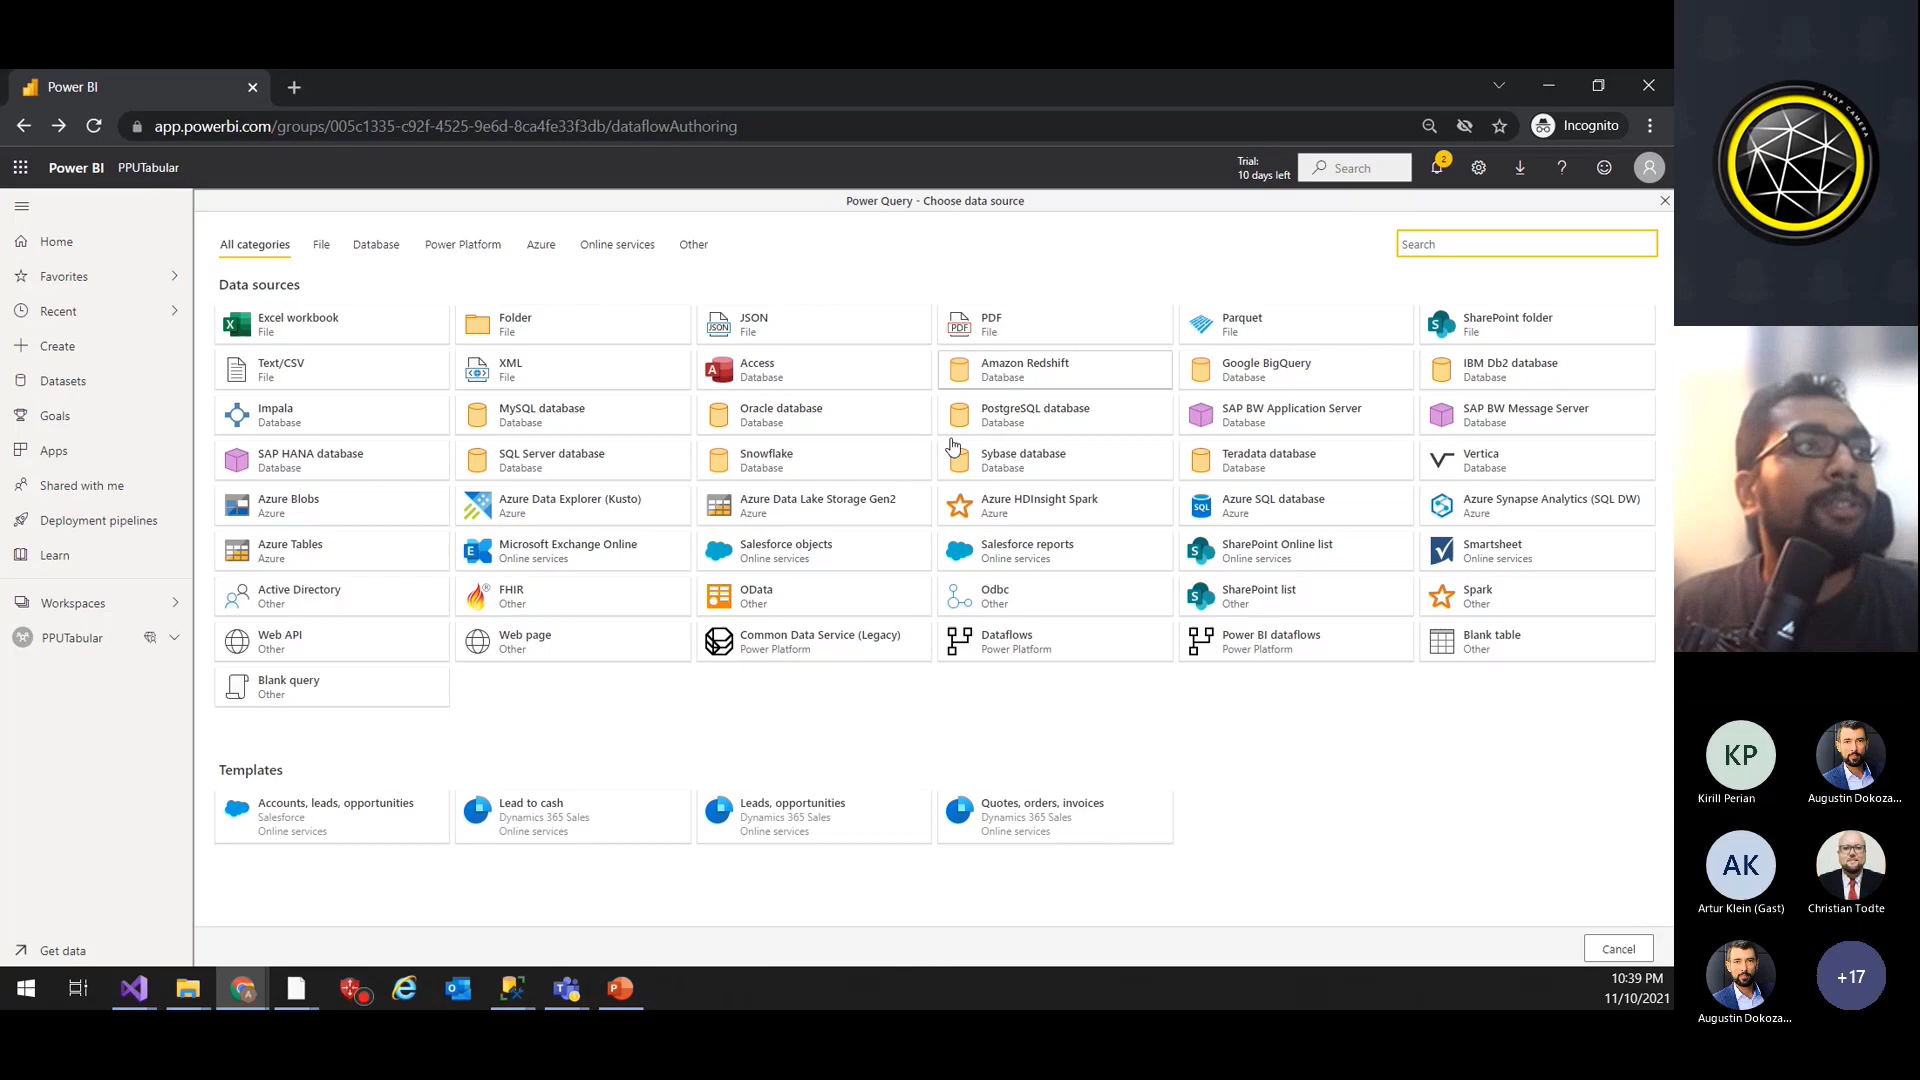 Power BI
app.powerbi.com/groups/005c1335-c92f-4525-9e6d-8ca4fe33f3db/dataflowAuthoring
Incognito
Power BI PPUTabular
Trial:
10 days left
Search
2
Power Query - Choose data source
Home
Favorites
Recent
Create
Datasets
Goals
Apps
Shared with me
Deployment pipelines
Learn
Workspaces
PPUTabular
Get data
All categories File Database Power Platform Azure Online services Other
Search
Data sources
Excel workbook
File
Folder
File
JSON
JSON
File
PDF
PDF
File
Parquet
File
SharePoint folder
File
Text/CSV
File
XML
File
Access
Database
Amazon Redshift
Database
Google BigQuery
Database
IBM Db2 database
Database
Impala
Database
MySQL database
Database
Oracle database
Database
PostgreSQL database
Database
SAP BW Application Server
Database
SAP BW Message Server
Database
SAP HANA database
Database
SQL Server database
Database
Snowflake
Database
Sybase database
Database
Teradata database
Database
Vertica
Database
Azure Blobs
Azure
Azure Data Explorer (Kusto)
Azure
Azure Data Lake Storage Gen2
Azure
Azure HDInsight Spark
Azure
SQL
Azure SQL database
Azure
Azure Synapse Analytics (SQL DW)
Azure
Azure Tables
Azure
Microsoft Exchange Online
Online services
Salesforce objects
Online services
Salesforce reports
Online services
SharePoint Online list
Online services
Smartsheet
Online services
Active Directory
Other
FHIR
Other
OData
Other
Odbc
Other
SharePoint list
Other
Spark
Other
Web API
Other
Web page
Other
Common Data Service (Legacy)
Power Platform
Dataflows
Power Platform
Power BI dataflows
Power Platform
Blank table
Other
Blank query
Other
Templates
Accounts, leads, opportunities
Salesforce
Online services
Lead to cash
Dynamics 365 Sales
Online services
Leads, opportunities
Dynamics 365 Sales
Online services
Quotes, orders, invoices
Dynamics 365 Sales
Online services
Cancel
10:39 PM
11/10/2021
SNAP CAMERA
KP
Kirill Perian
Augustin Dokoza...
AK
Artur Klein (Gast)
Christian Todte
Augustin Dokoza...
+17